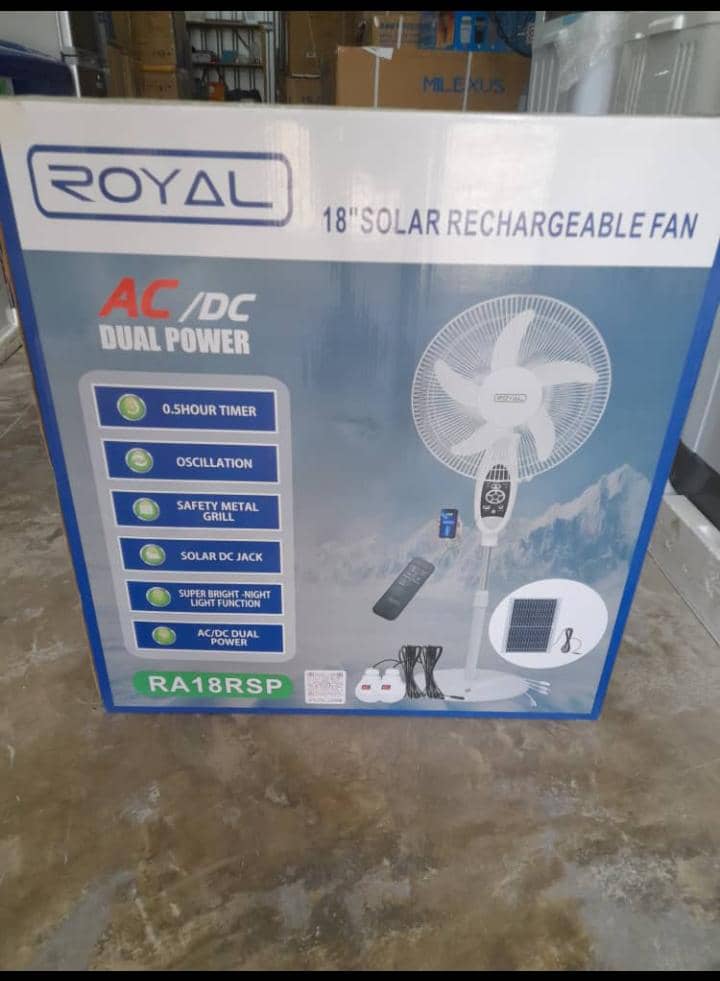 MILEXUS
ROYAL
18"SOLAR RECHARGEABLE FAN
AC/DC
DUAL POWER
ROYAL
0.5HOUR TIMER
OSCILLATION
SAFETY METAL
GRILL
SOLAR DC JACK
SUPER BRIGHT -NIGHT
LIGHT FUNCTION
AC/DC DUAL
POWER
RA18RSP